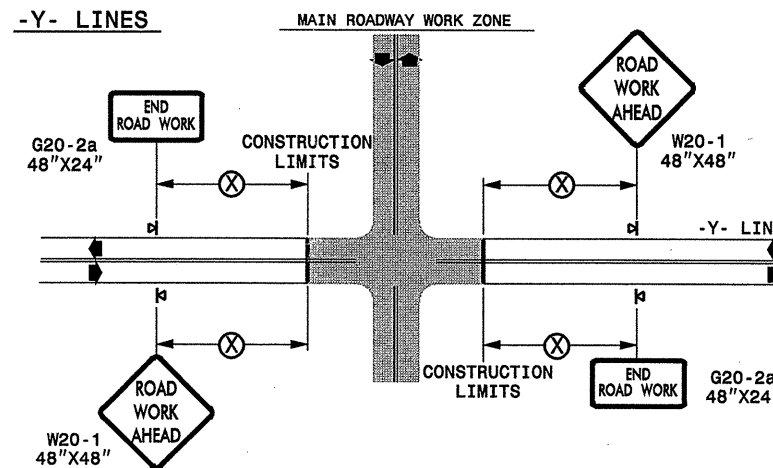 -Y- LINES
MAIN ROADWAY WORK ZONE
END
ROAD WORK
G20-2a
48"X24"
CONSTRUCTION
LIMITS
ROAD
WORK
AHEAD
W20-1
48"X48"
X
X
-Y- LIN
X
X
ROAD
WORK
AHEAD
W20-1
48"X48"
CONSTRUCTION
LIMITS
END
ROAD WORK
G20-2a
48"X24